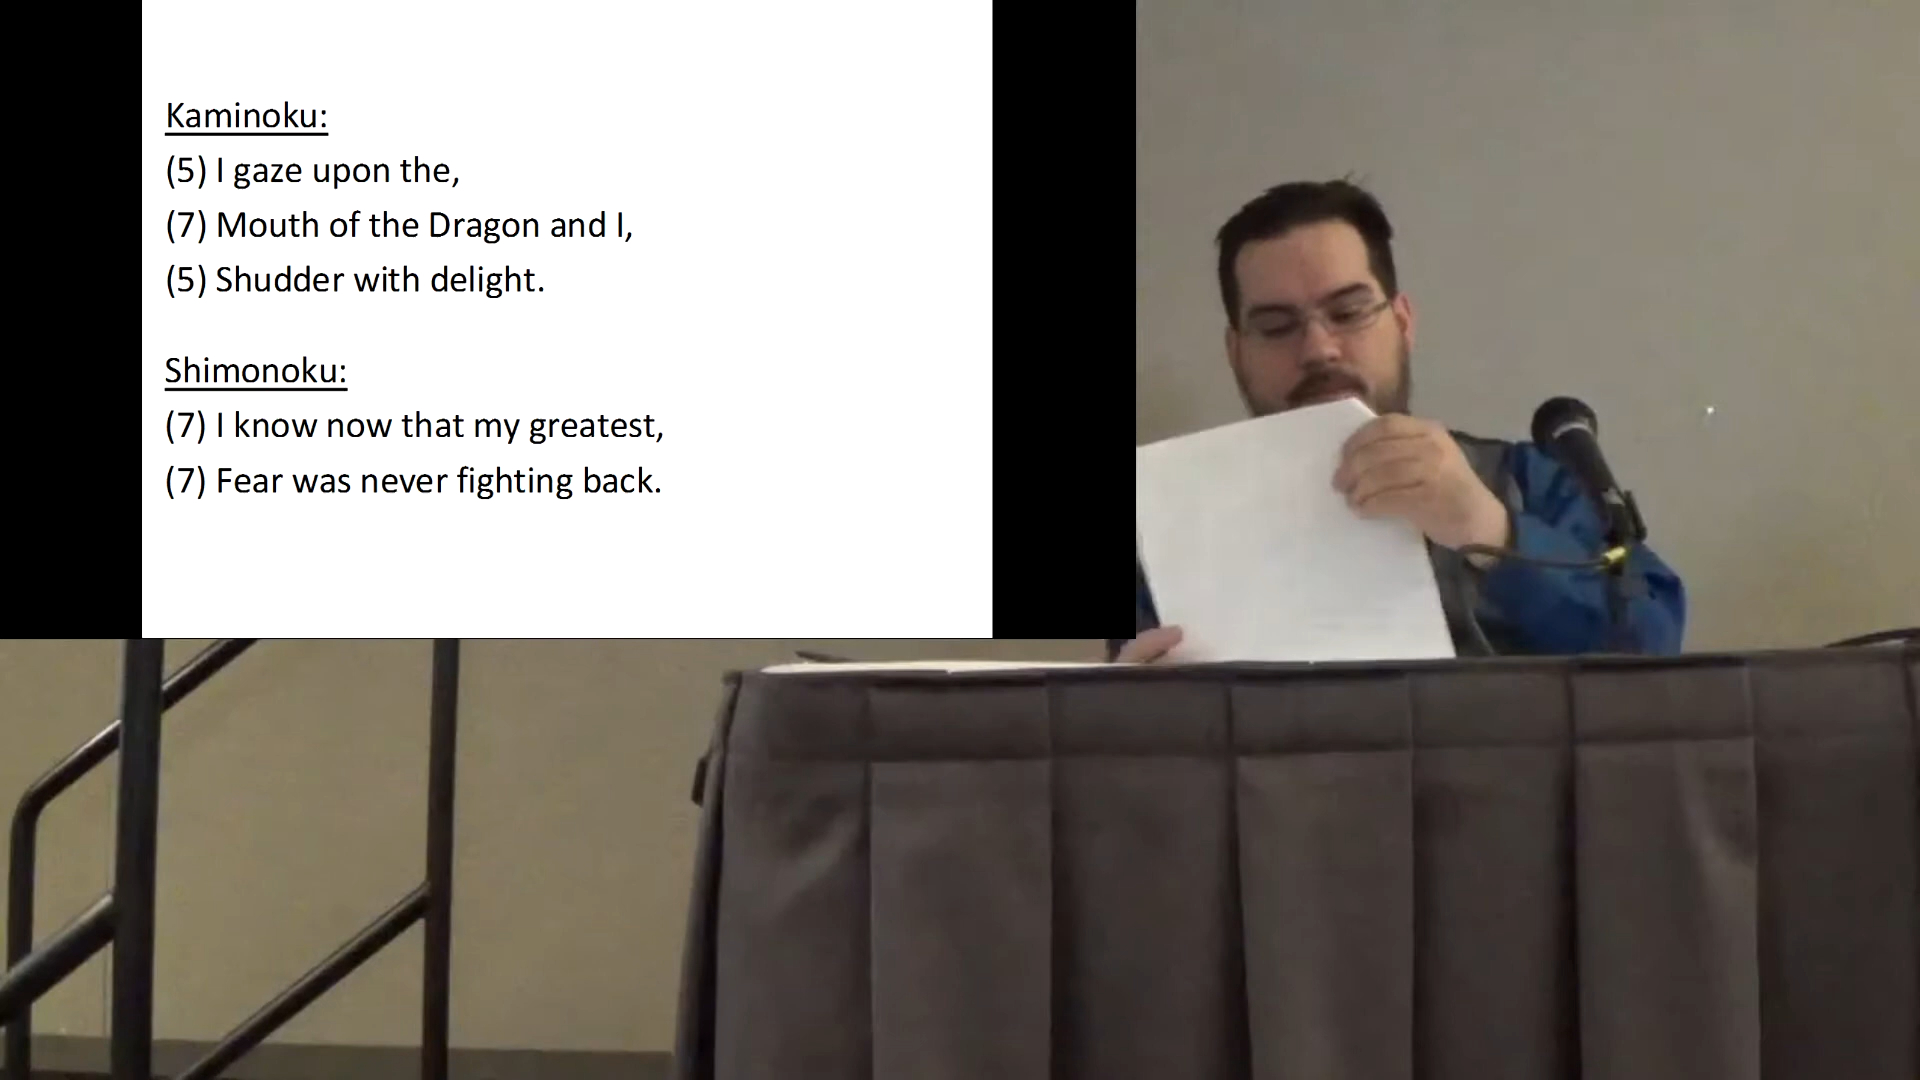 Kaminoku:
(5) I gaze upon the,
(7) Mouth of the Dragon and I,
(5) Shudder with delight.
Shimonoku:
(7) I know now that my greatest,
(7) Fear was never fighting back.